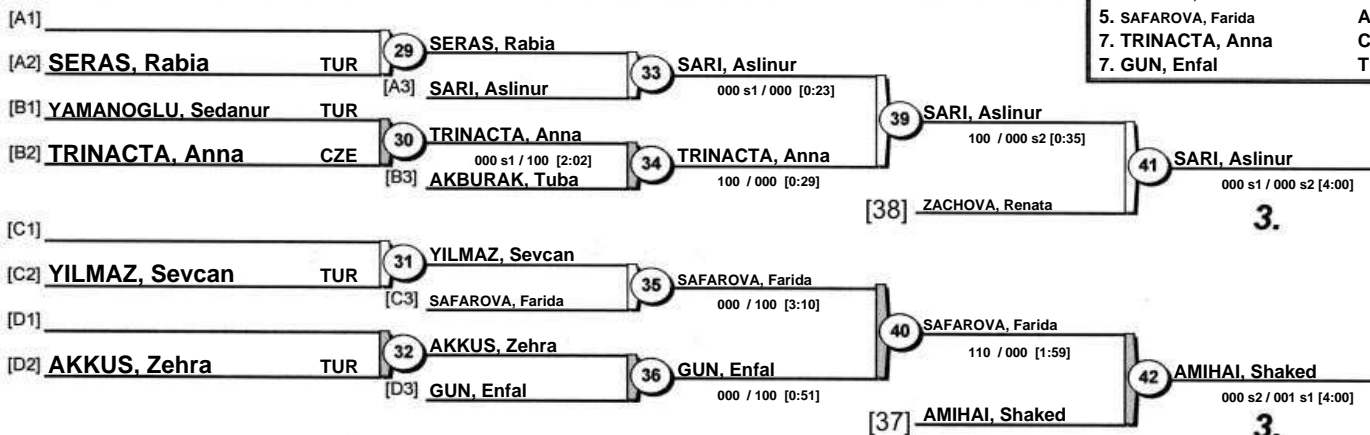 [A1]
[A2] SERAS, Rabia TUR
29
SERAS, Rabia
[A3] SARI, Aslinur
33
SARI, Aslinur
000 s1 / 000 [0:23]
[B1] YAMANOGLU, Sedanur TUR
[B2] TRINACTA, Anna CZE
30
TRINACTA, Anna
000 s1 / 100 [2:02]
[B3] AKBURAK, Tuba
34
TRINACTA, Anna
100 / 000 [0:29]
39
SARI, Aslinur
100 / 000 s2 [0:35]
[38] ZACHOVA, Renata
41
SARI, Aslinur
000 s1 / 000 s2 [4:00]
3.
[C1]
[C2] YILMAZ, Sevcan TUR
31
YILMAZ, Sevcan
[C3] SAFAROVA, Farida
35
SAFAROVA, Farida
000 / 100 [3:10]
[D1]
[D2] AKKUS, Zehra TUR
32
AKKUS, Zehra
[D3] GUN, Enfal
36
GUN, Enfal
000 / 100 [0:51]
40
SAFAROVA, Farida
110 / 000 [1:59]
[37] AMIHAI, Shaked
42
AMIHAI, Shaked
000 s2 / 001 s1 [4:00]
3.
5. SAFAROVA, Farida A
7. TRINACTA, Anna C
7. GUN, Enfal T